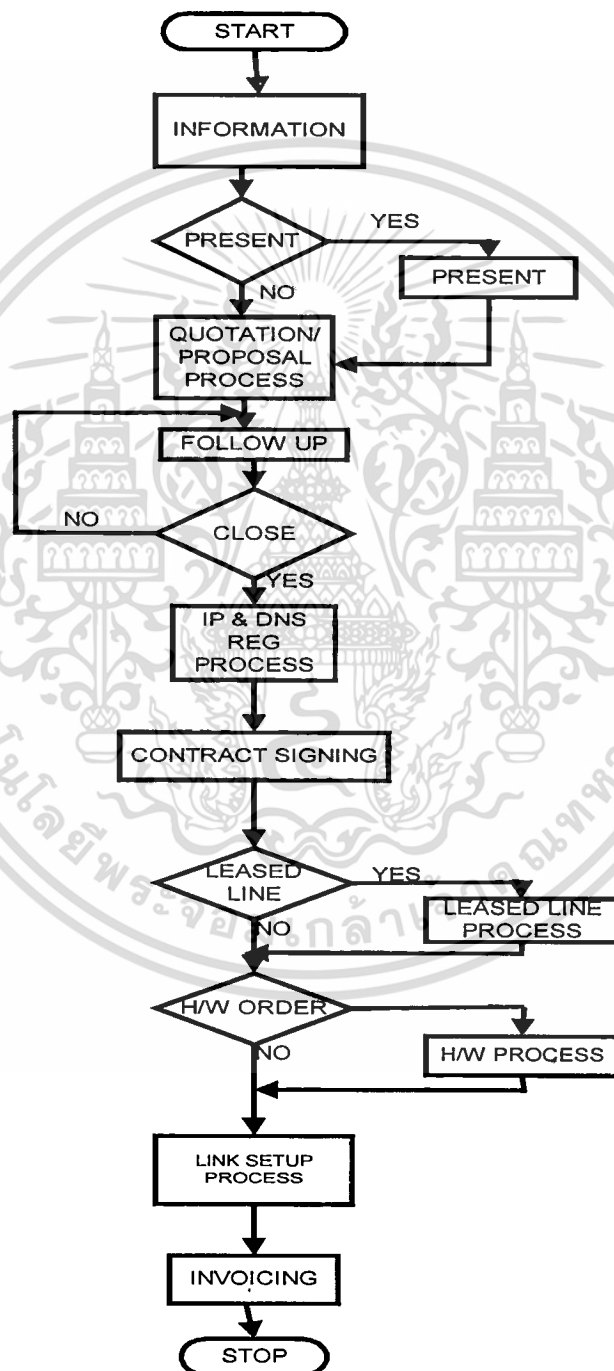 START
INFORMATION
PRESENT
YES
PRESENT
NO
QUOTATION/
PROPOSAL
PROCESS
FOLLOW UP
NO
CLOSE
YES
IP & DNS
REG
PROCESS
CONTRACT SIGNING
LEASED
LINE
YES
LEASED LINE
PROCESS
NO
H/W ORDER
H/W PROCESS
NO
LINK SETUP
PROCESS
INVOICING
STOP